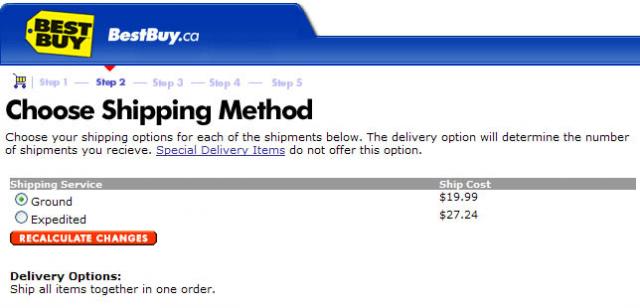 BEST BUY
BestBuy.ca
Step 1 — Step 2 — Step 3 — Step 4 — Step 5
Choose Shipping Method
Choose your shipping options for each of the shipments below. The delivery option will determine the number
of shipments you recieve. Special Delivery Items do not offer this option.
Shipping Service Ship Cost
Ground $19.99
Expedited $27.24
RECALCULATE CHANGES
Delivery Options:
Ship all items together in one order.